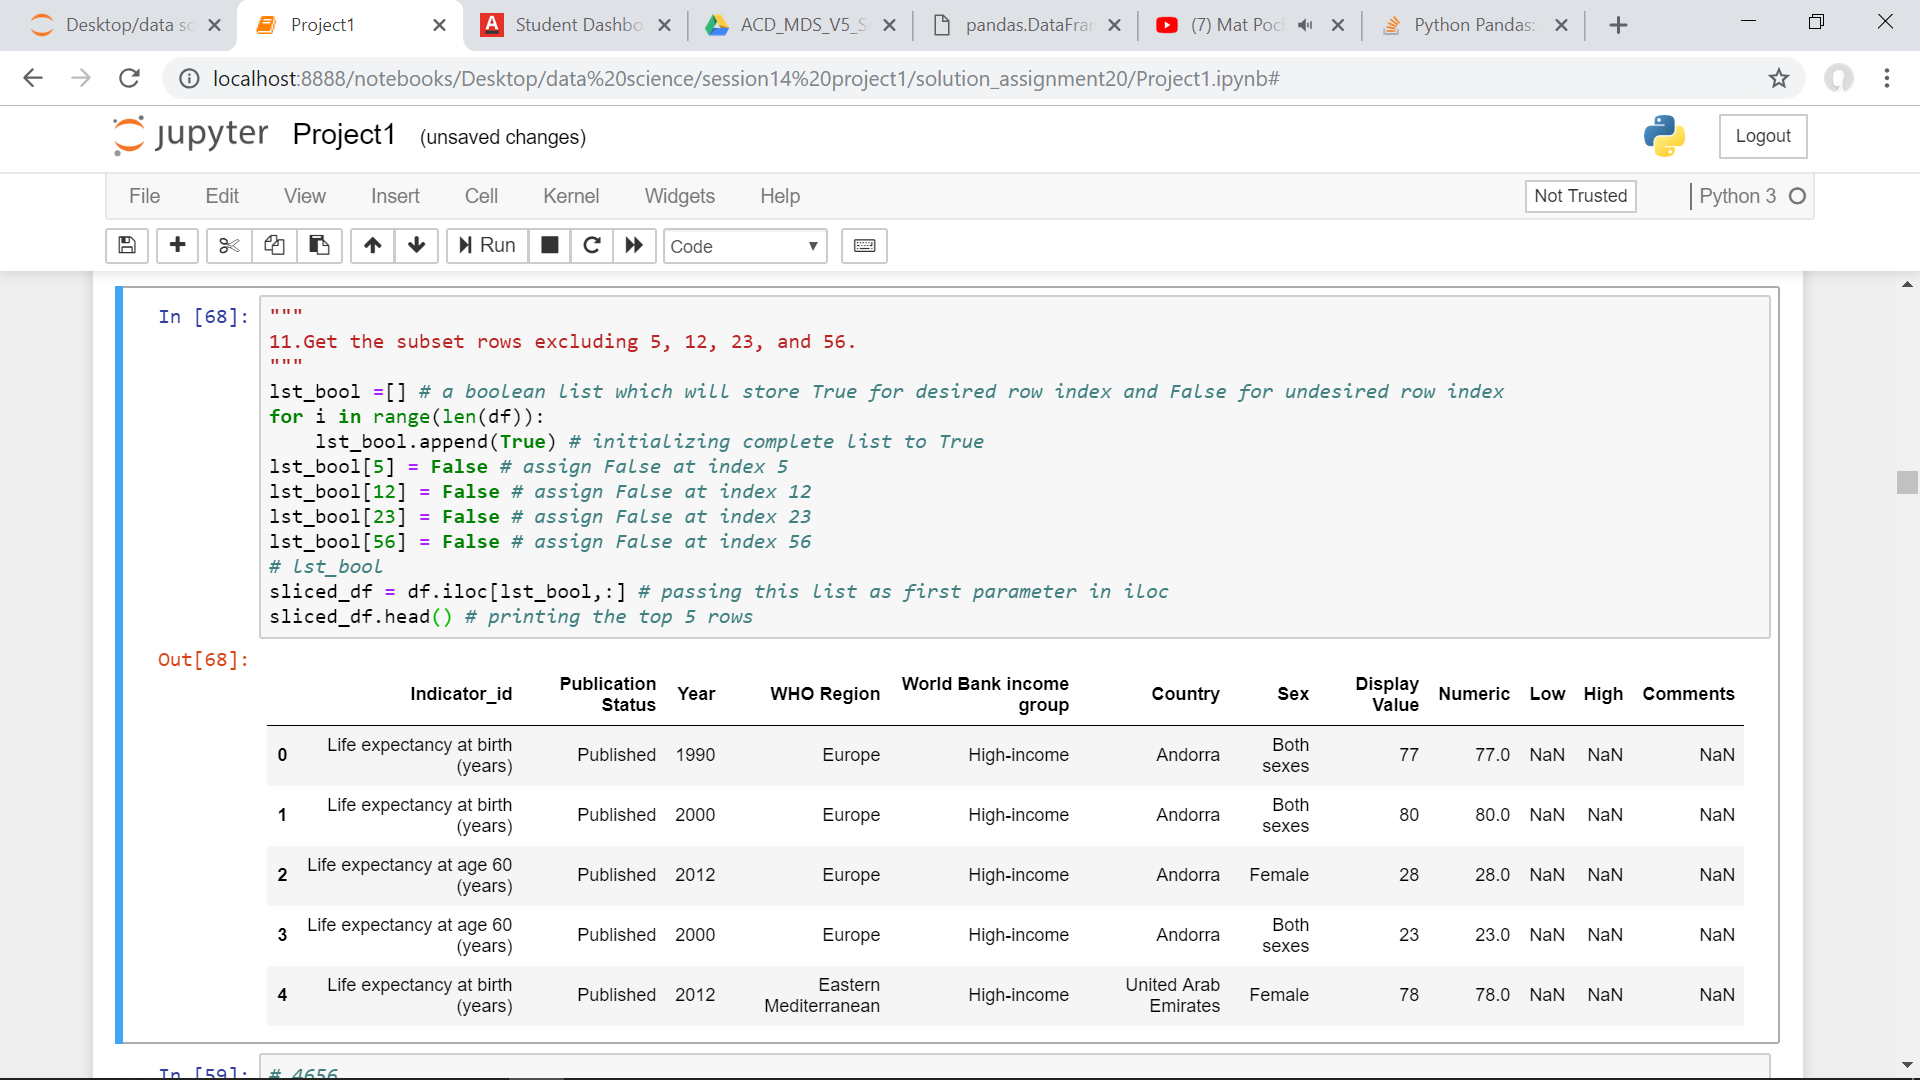 Desktop/data sc
Project1
Student Dashbo
ACD_MDS_V5_S
pandas.DataFrar
(7) Mat Poc
Python Pandas:
localhost:8888/notebooks/Desktop/data%20science/session14%20project1/solution_assignment20/Project1.ipynb#
jupyter Project1 (unsaved changes)
Logout
File Edit View Insert Cell Kernel Widgets Help
Not Trusted
Python 3
Run
Code
In [68]:
"""
11.Get the subset rows excluding 5, 12, 23, and 56.
"""
lst_bool =[] # a boolean list which will store True for desired row index and False for undesired row index
for i in range(len(df)):
    lst_bool.append(True) # initializing complete list to True
lst_bool[5] = False # assign False at index 5
lst_bool[12] = False # assign False at index 12
lst_bool[23] = False # assign False at index 23
lst_bool[56] = False # assign False at index 56
# lst_bool
sliced_df = df.iloc[lst_bool,:] # passing this list as first parameter in iloc
sliced_df.head() # printing the top 5 rows
Out[68]:
Indicator_id Publication Status Year WHO Region World Bank income group Country Sex Display Value Numeric Low High Comments
0 Life expectancy at birth (years) Published 1990 Europe High-income Andorra Both sexes 77 77.0 NaN NaN NaN
1 Life expectancy at birth (years) Published 2000 Europe High-income Andorra Both sexes 80 80.0 NaN NaN NaN
2 Life expectancy at age 60 (years) Published 2012 Europe High-income Andorra Female 28 28.0 NaN NaN NaN
3 Life expectancy at age 60 (years) Published 2000 Europe High-income Andorra Both sexes 23 23.0 NaN NaN NaN
4 Life expectancy at birth (years) Published 2012 Eastern Mediterranean High-income United Arab Emirates Female 78 78.0 NaN NaN NaN
In [59]:
# 4656